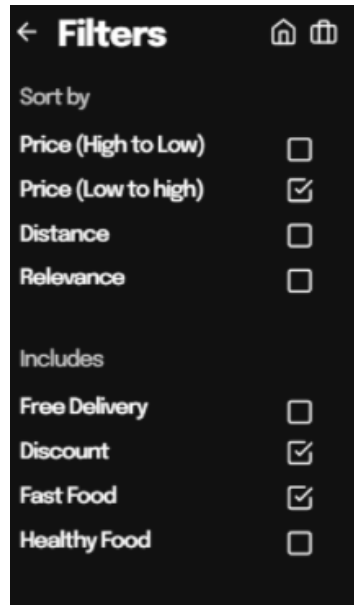 Filters
Sort by
Price (High to Low)
Price (Low to high)
Distance
Relevance
Includes
Free Delivery
Discount
Fast Food
Healthy Food